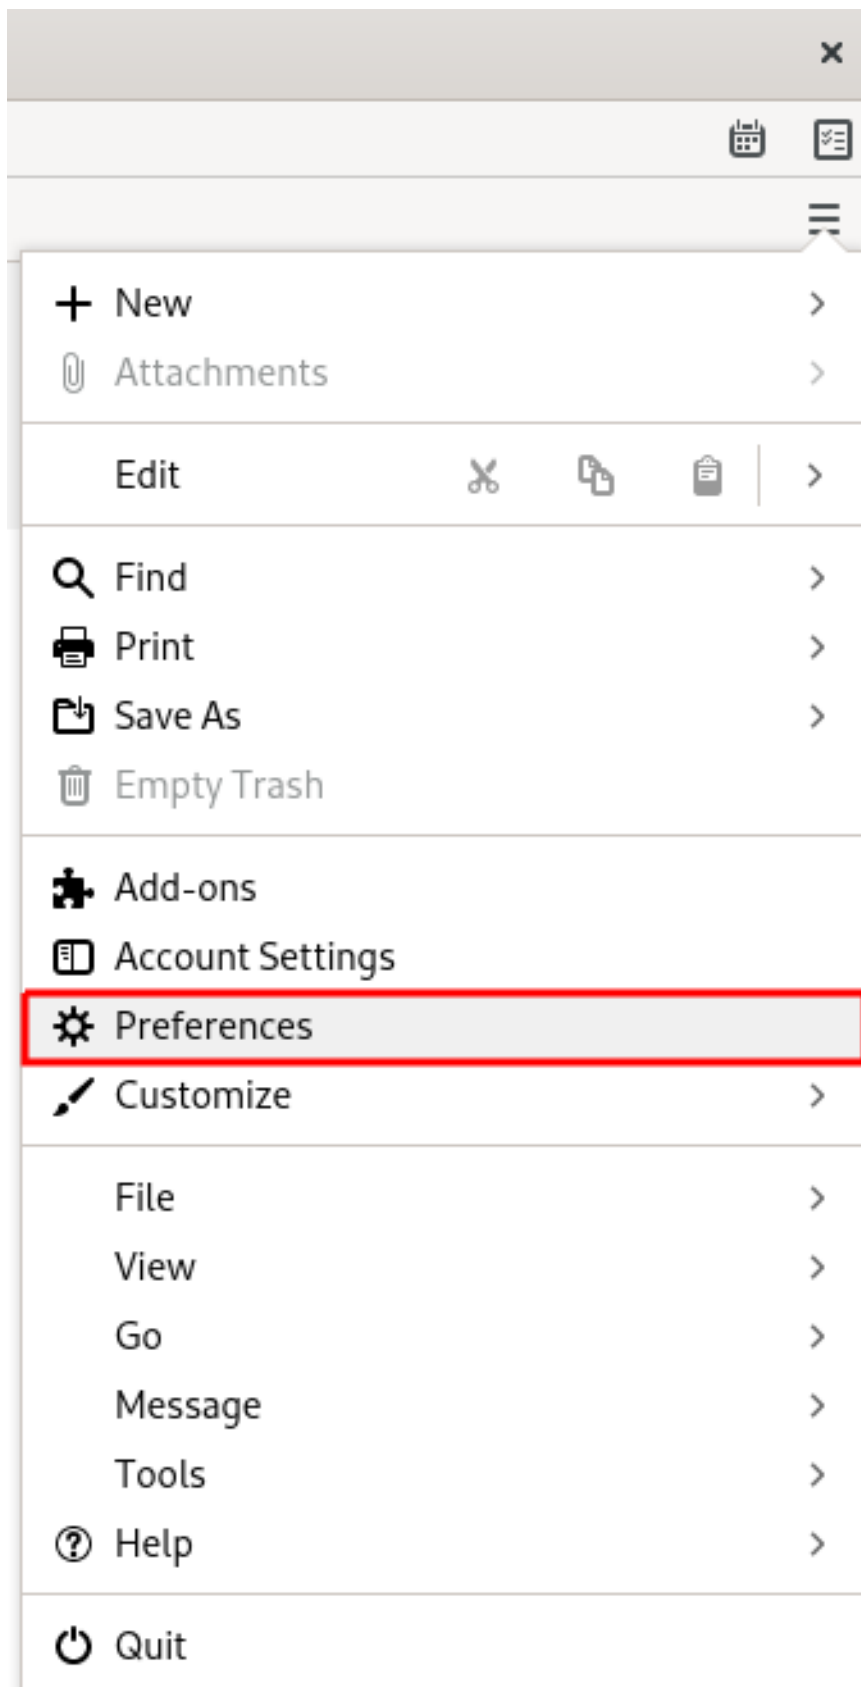 New
Attachments
Edit
Find
Print
Save As
Empty Trash
Add-ons
Account Settings
Preferences
Customize
File
View
Go
Message
Tools
Help
Quit